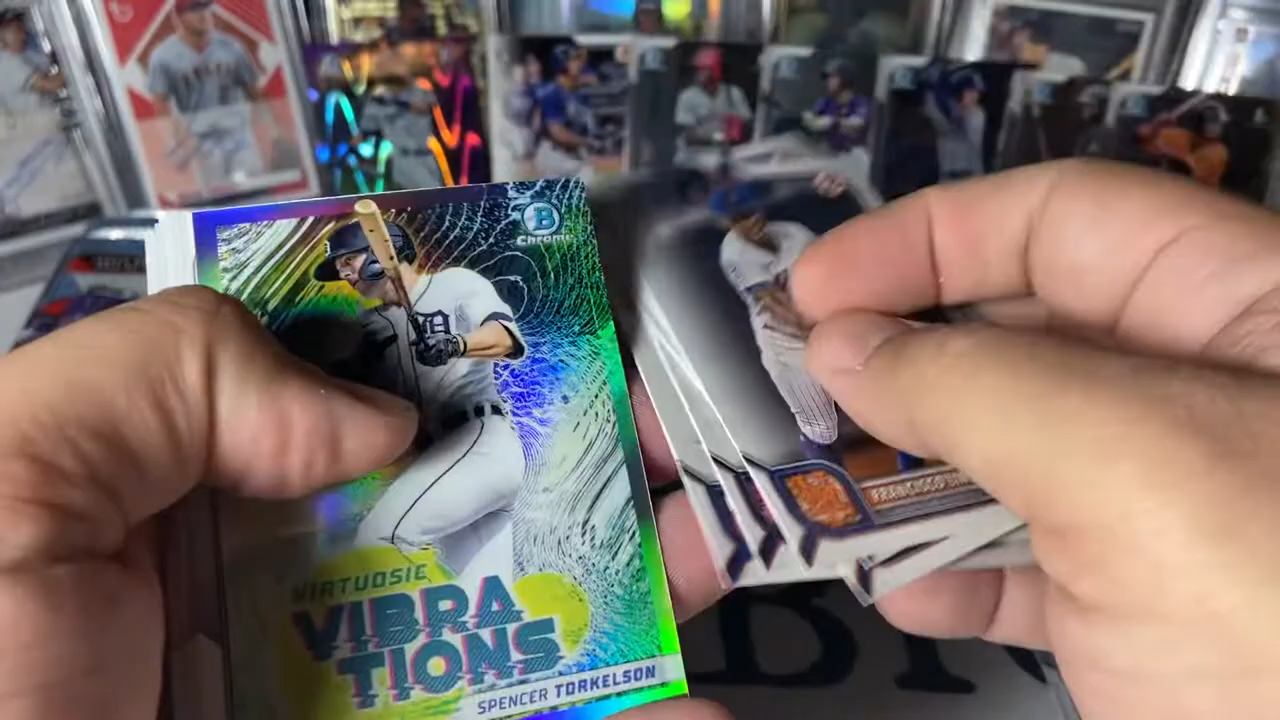 B
Chrome
D
VIRTUOSIC
VIBRA
TIONS
SPENCER TORKELSON
FRANCISCO
B